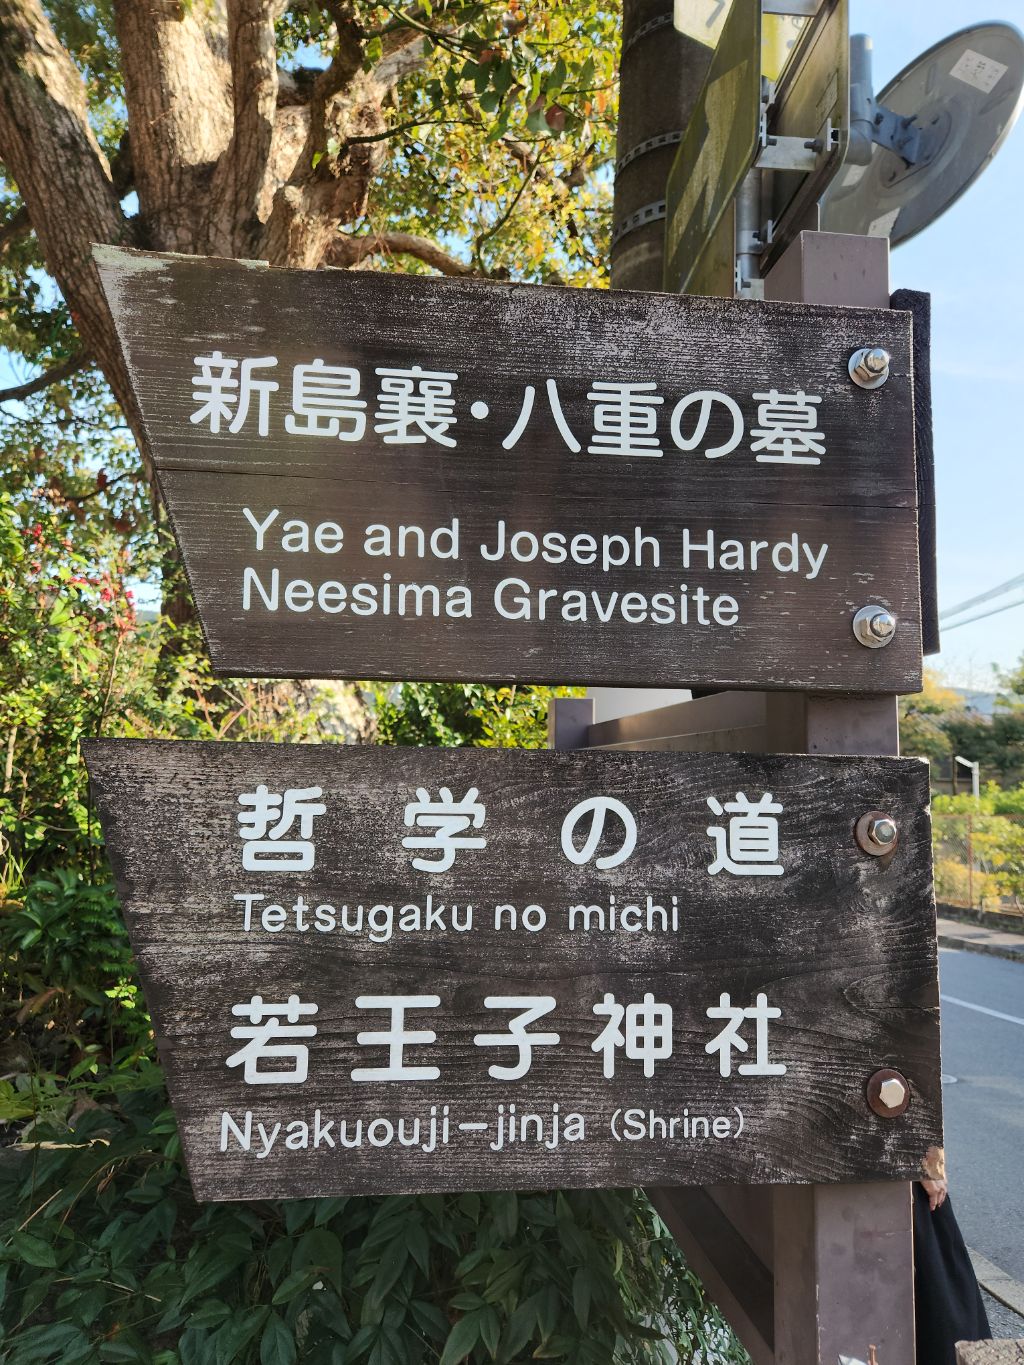 新島襄・八重の墓
Yae and Joseph Hardy
Neesima Gravesite
哲学の道
Tetsugaku no michi
若王子神社
Nyakuouji-jinja (Shrine)